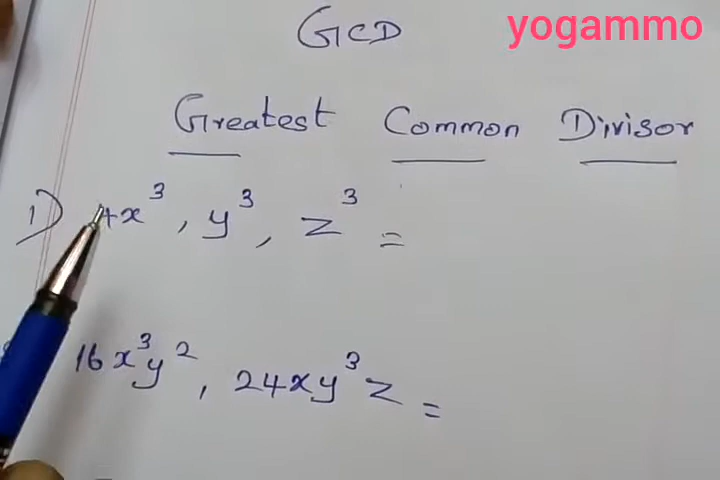 GCD
yogammo
Greatest Common Divisor
1) 4x³, y³, z³ =
16x³y², 24xy³z =